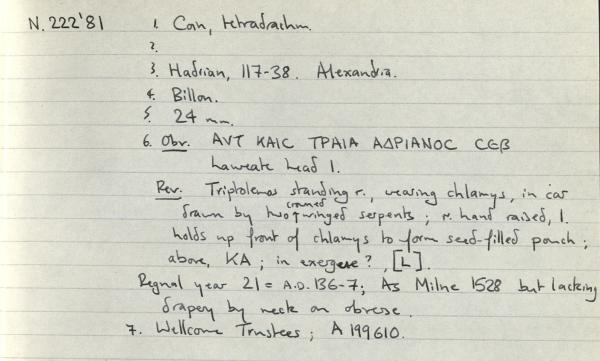 N. 222'81 1. Coin, tetradrachm.
2.
3. Hadrian, 117-38. Alexandria.
4. Billon.
5. 24 mm.
6. Obv. ΑVΤ ΚΑΙC ΤΡΑΙΑ ΑΔΡΙΑΝΟC CЄΒ
Laureate head l.
Rev. Triptolemos standing r., wearing chlamys, in car
drawn by two crowned winged serpents; r. hand raised, l.
holds up front of chlamys to form seed-filled pouch;
above, KA; in exergue?, [L].
Regnal year 21 = A.D. 136-7; As Milne 1528 but lacking
drapery by neck on obverse.
7. Wellcome Trustees; A 199610.